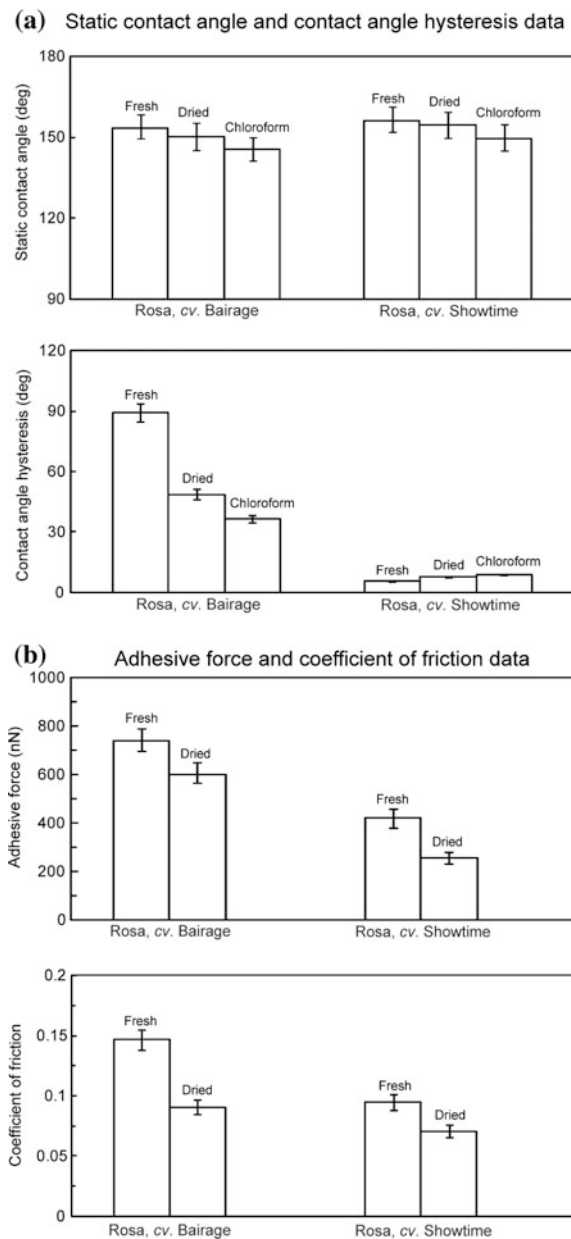 (a) Static contact angle and contact angle hysteresis data
Static contact angle (deg)
180
150
120
90
Fresh
Dried
Chloroform
Fresh
Dried
Chloroform
Rosa, cv. Bairage
Rosa, cv. Showtime
Contact angle hysteresis (deg)
120
90
60
30
0
Fresh
Dried
Chloroform
Fresh
Dried
Chloroform
Rosa, cv. Bairage
Rosa, cv. Showtime
(b) Adhesive force and coefficient of friction data
Adhesive force (nN)
1000
800
600
400
200
0
Fresh
Dried
Fresh
Dried
Rosa, cv. Bairage
Rosa, cv. Showtime
Coefficient of friction
0.2
0.15
0.1
0.05
0
Fresh
Dried
Fresh
Dried
Rosa, cv. Bairage
Rosa, cv. Showtime